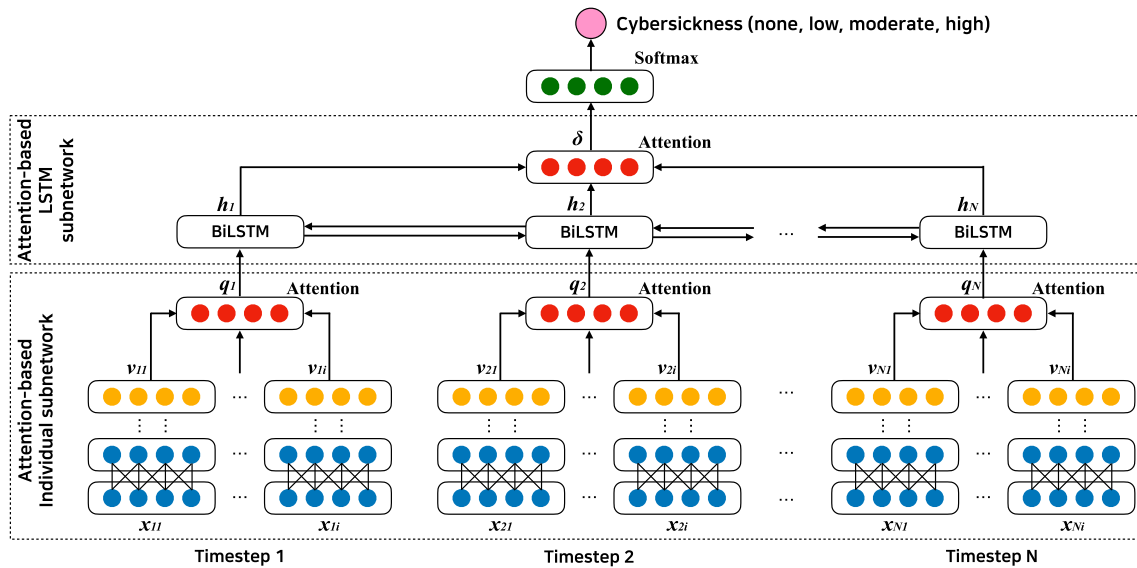 Cybersickness (none, low, moderate, high)
Softmax
Attention-based
LSTM
subnetwork
δ
Attention
h1
h2
hN
BiLSTM
BiLSTM
...
BiLSTM
Attention-based
Individual subnetwork
q1
Attention
q2
Attention
qN
Attention
v11
v1i
v21
v2i
vN1
vNi
...
...
...
...
...
...
...
...
...
...
...
...
...
x11
x1i
x21
x2i
xN1
xNi
Timestep 1
Timestep 2
Timestep N